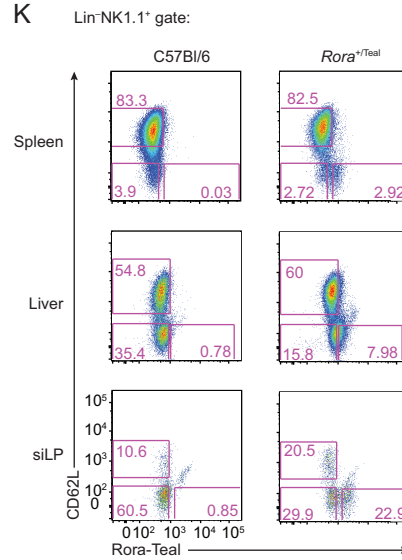 K Lin⁻NK1.1⁺ gate:
C57Bl/6 Rora+/Teal
Spleen
83.3 82.5
3.9 0.03 2.72 2.92
Liver
54.8 60
35.4 0.78 15.8 7.98
siLP
10⁵
10⁴
10³
10²
0
10.6 20.5
60.5 0.85 29.9 22.9
CD62L
0 10² 10³ 10⁴ 10⁵
Rora-Teal